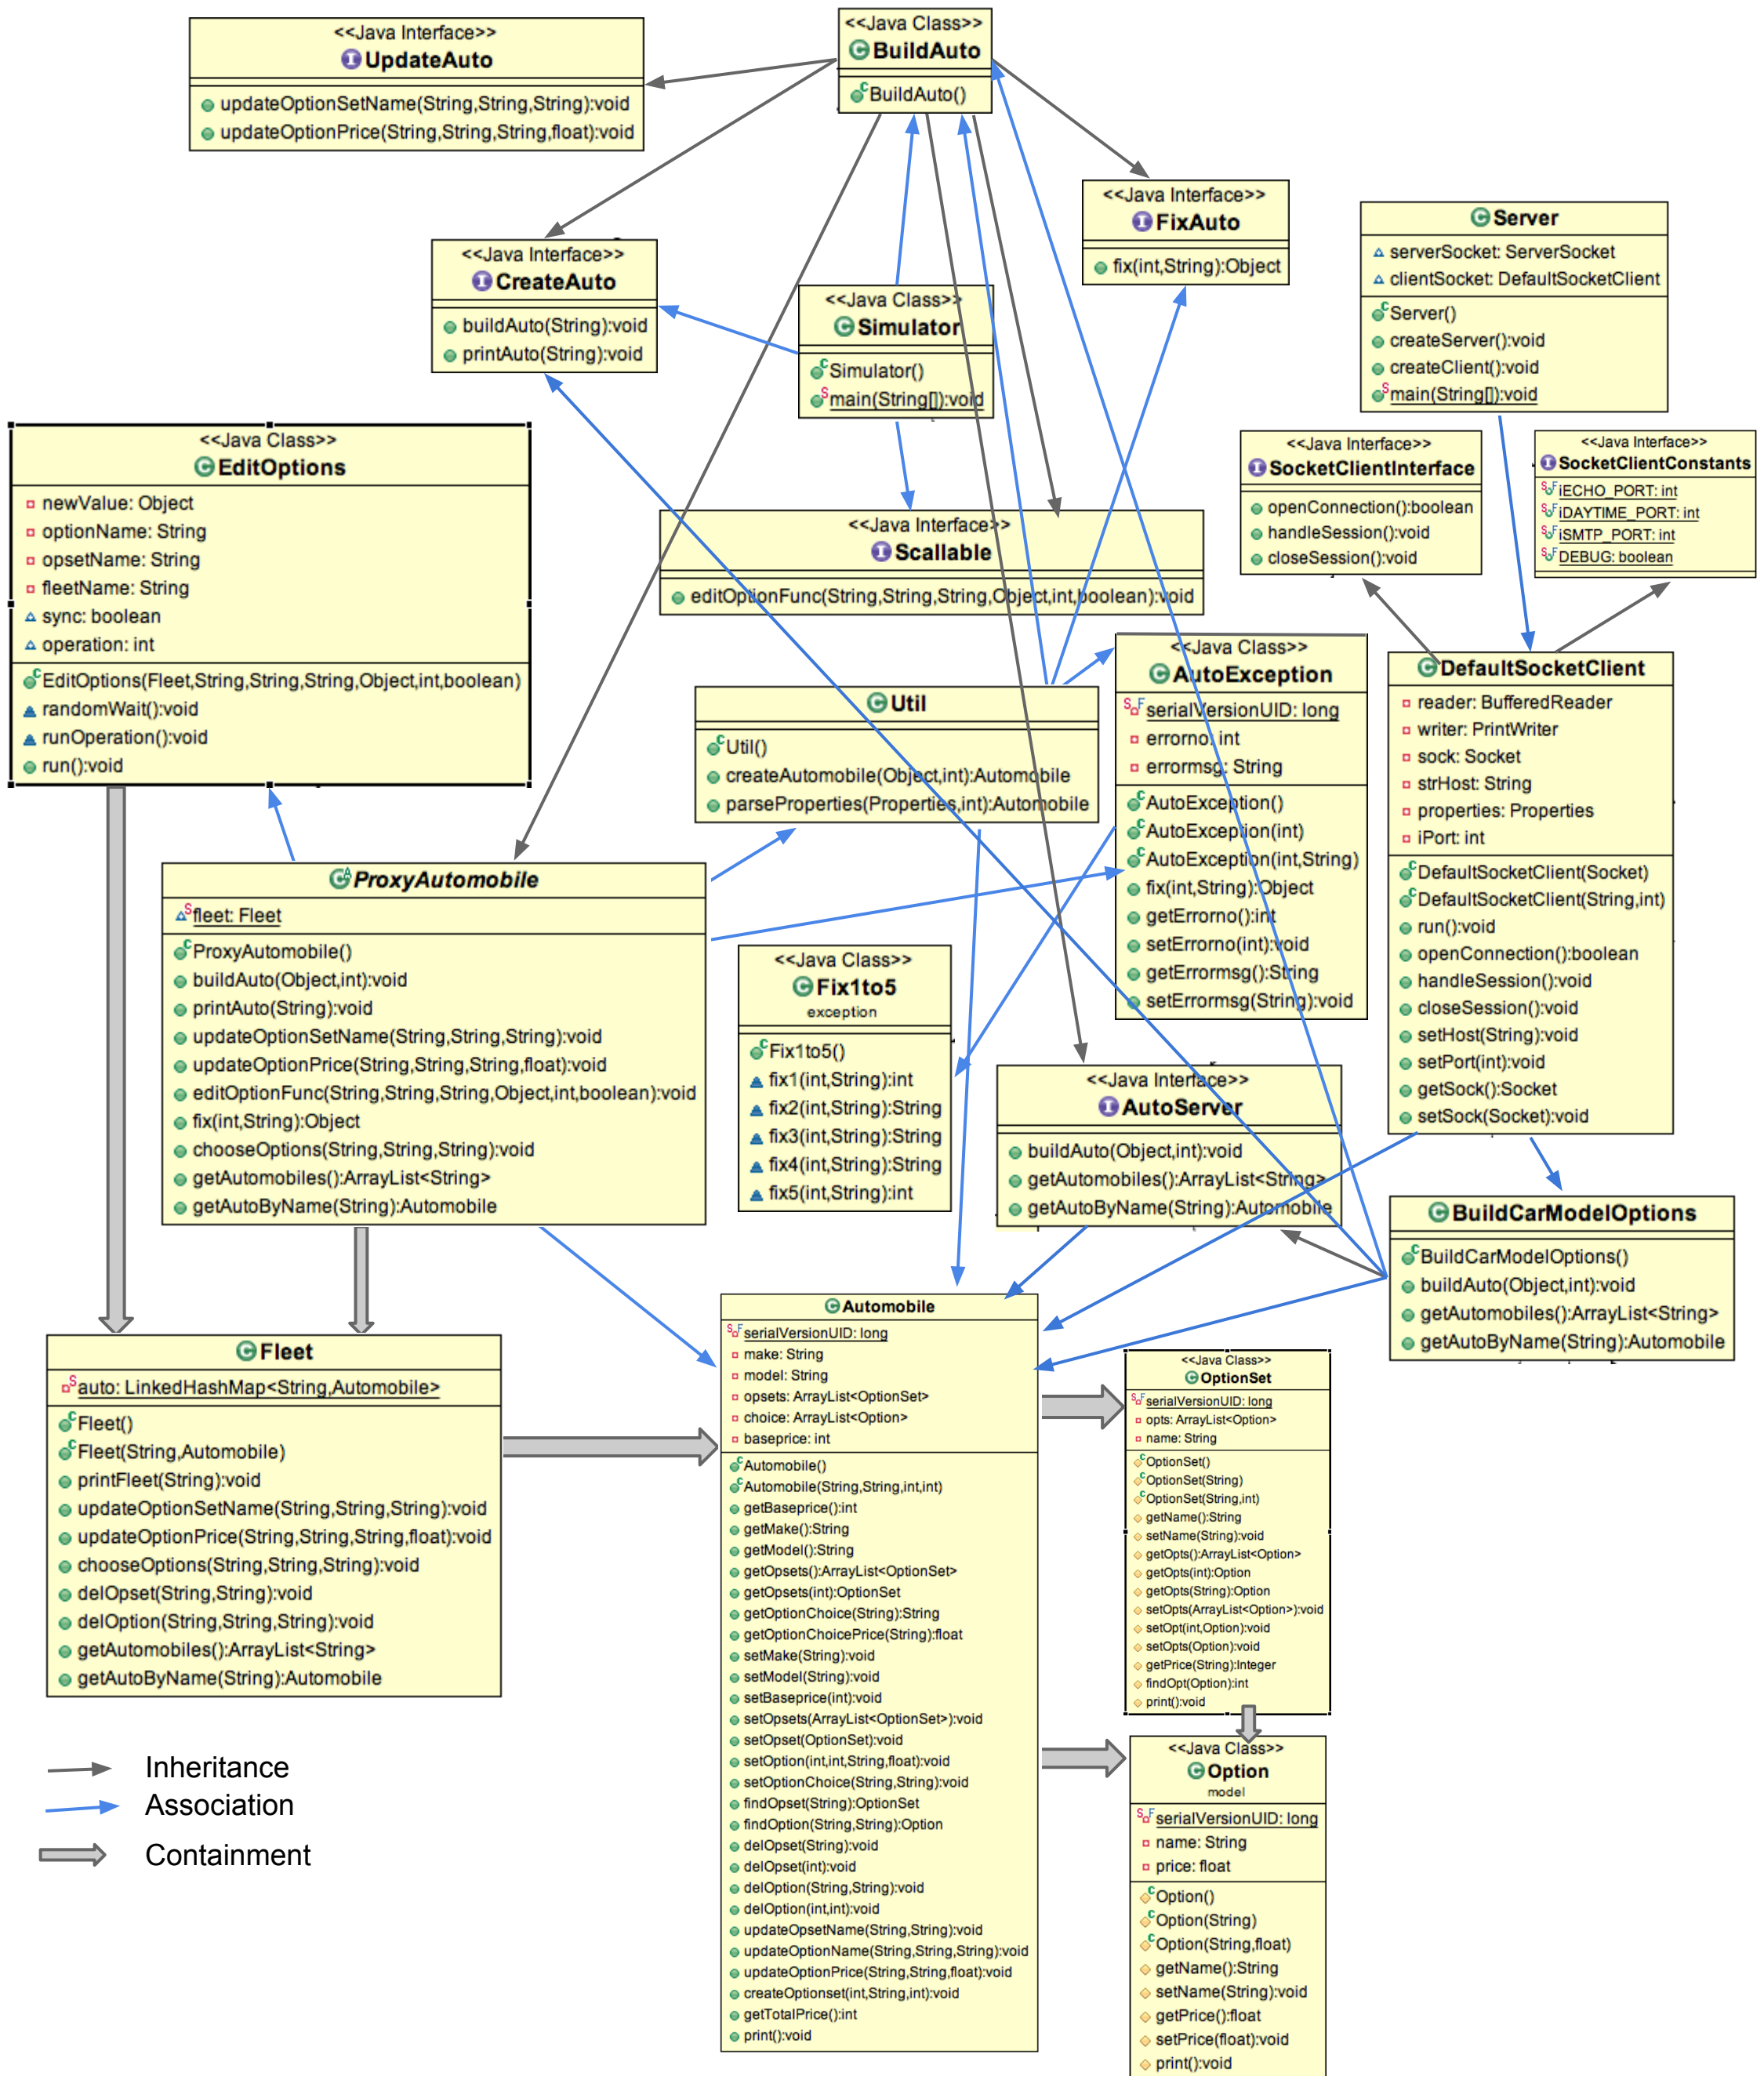 <<Java Interface>>
UpdateAuto
updateOptionSetName(String,String,String):void
updateOptionPrice(String,String,String,float):void
<<Java Class>>
BuildAuto
BuildAuto()
<<Java Interface>>
CreateAuto
buildAuto(String):void
printAuto(String):void
<<Java Class>>
Simulator
Simulator()
main(String[]):void
<<Java Interface>>
FixAuto
fix(int,String):Object
Server
serverSocket: ServerSocket
clientSocket: DefaultSocketClient
Server()
createServer():void
createClient():void
main(String[]):void
<<Java Class>>
EditOptions
newValue: Object
optionName: String
opsetName: String
fleetName: String
sync: boolean
operation: int
EditOptions(Fleet,String,String,String,Object,int,boolean)
randomWait():void
runOperation():void
run():void
<<Java Interface>>
Scallable
editOptionFunc(String,String,String,Object,int,boolean):void
<<Java Interface>>
SocketClientInterface
openConnection():boolean
handleSession():void
closeSession():void
<<Java Interface>>
SocketClientConstants
iECHO_PORT: int
iDAYTIME_PORT: int
iSMTP_PORT: int
DEBUG: boolean
Util
Util()
createAutomobile(Object,int):Automobile
parseProperties(Properties,int):Automobile
<<Java Class>>
AutoException
serialVersionUID: long
errorno: int
errormsg: String
AutoException()
AutoException(int)
AutoException(int,String)
fix(int,String):Object
getErrorno():int
setErrorno(int):void
getErrormsg():String
setErrormsg(String):void
DefaultSocketClient
reader: BufferedReader
writer: PrintWriter
sock: Socket
strHost: String
properties: Properties
iPort: int
DefaultSocketClient(Socket)
DefaultSocketClient(String,int)
run():void
openConnection():boolean
handleSession():void
closeSession():void
setHost(String):void
setPort(int):void
getSock():Socket
setSock(Socket):void
ProxyAutomobile
fleet: Fleet
ProxyAutomobile()
buildAuto(Object,int):void
printAuto(String):void
updateOptionSetName(String,String,String):void
updateOptionPrice(String,String,String,float):void
editOptionFunc(String,String,String,Object,int,boolean):void
fix(int,String):Object
chooseOptions(String,String,String):void
getAutomobiles():ArrayList<String>
getAutoByName(String):Automobile
<<Java Class>>
Fix1to5
exception
Fix1to5()
fix1(int,String):int
fix2(int,String):String
fix3(int,String):String
fix4(int,String):String
fix5(int,String):int
<<Java Interface>>
AutoServer
buildAuto(Object,int):void
getAutomobiles():ArrayList<String>
getAutoByName(String):Automobile
BuildCarModelOptions
BuildCarModelOptions()
buildAuto(Object,int):void
getAutomobiles():ArrayList<String>
getAutoByName(String):Automobile
Fleet
auto: LinkedHashMap<String,Automobile>
Fleet()
Fleet(String,Automobile)
printFleet(String):void
updateOptionSetName(String,String,String):void
updateOptionPrice(String,String,String,float):void
chooseOptions(String,String,String):void
delOpset(String,String):void
delOption(String,String,String):void
getAutomobiles():ArrayList<String>
getAutoByName(String):Automobile
Automobile
serialVersionUID: long
make: String
model: String
opsets: ArrayList<OptionSet>
choice: ArrayList<Option>
baseprice: int
Automobile()
Automobile(String,String,int,int)
getBaseprice():int
getMake():String
getModel():String
getOpsets():ArrayList<OptionSet>
getOpsets(int):OptionSet
getOptionChoice(String):String
getOptionChoicePrice(String):float
setMake(String):void
setModel(String):void
setBaseprice(int):void
setOpsets(ArrayList<OptionSet>):void
setOpset(OptionSet):void
setOption(int,int,String,float):void
setOptionChoice(String,String):void
findOpset(String):OptionSet
findOption(String,String):Option
delOpset(String):void
delOpset(int):void
delOption(String,String):void
delOption(int,int):void
updateOpsetName(String,String):void
updateOptionName(String,String,String):void
updateOptionPrice(String,String,float):void
createOptionset(int,String,int):void
getTotalPrice():int
print():void
<<Java Class>>
OptionSet
serialVersionUID: long
opts: ArrayList<Option>
name: String
OptionSet()
OptionSet(String)
OptionSet(String,int)
getName():String
setName(String):void
getOpts():ArrayList<Option>
getOpts(int):Option
getOpts(String):Option
setOpts(ArrayList<Option>):void
setOpt(int,Option):void
setOpts(Option):void
getPrice(String):Integer
findOpt(Option):int
print():void
<<Java Class>>
Option
model
serialVersionUID: long
name: String
price: float
Option()
Option(String)
Option(String,float)
getName():String
setName(String):void
getPrice():float
setPrice(float):void
print():void
Inheritance
Association
Containment